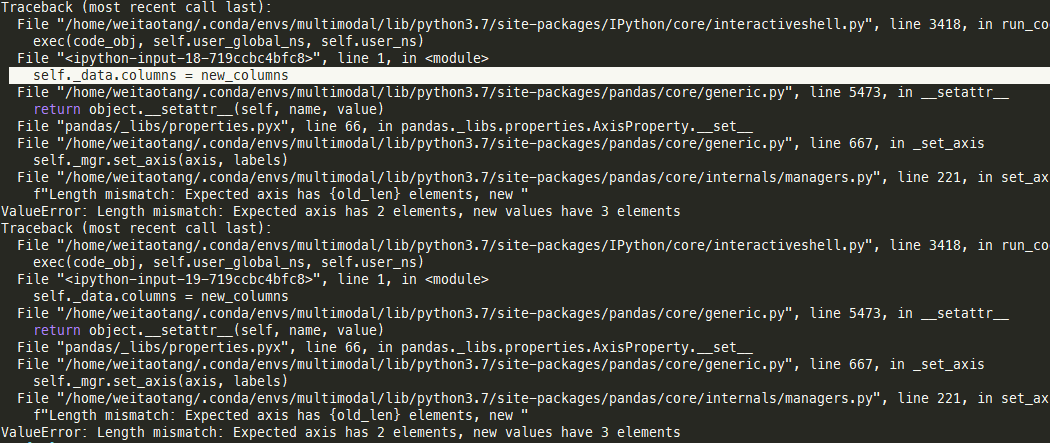 Traceback (most recent call last):
File "/home/weitaotang/.conda/envs/multimodal/lib/python3.7/site-packages/IPython/core/interactiveshell.py", line 3418, in run_co
exec(code_obj, self.user_global_ns, self.user_ns)
File "<ipython-input-18-719ccbc4bfc8>", line 1, in <module>
self._data.columns = new_columns
File "/home/weitaotang/.conda/envs/multimodal/lib/python3.7/site-packages/pandas/core/generic.py", line 5473, in __setattr__
return object.__setattr__(self, name, value)
File "pandas/_libs/properties.pyx", line 66, in pandas._libs.properties.AxisProperty.__set__
File "/home/weitaotang/.conda/envs/multimodal/lib/python3.7/site-packages/pandas/core/generic.py", line 667, in _set_axis
self._mgr.set_axis(axis, labels)
File "/home/weitaotang/.conda/envs/multimodal/lib/python3.7/site-packages/pandas/core/internals/managers.py", line 221, in set_ax
f"Length mismatch: Expected axis has {old_len} elements, new "
ValueError: Length mismatch: Expected axis has 2 elements, new values have 3 elements
Traceback (most recent call last):
File "/home/weitaotang/.conda/envs/multimodal/lib/python3.7/site-packages/IPython/core/interactiveshell.py", line 3418, in run_co
exec(code_obj, self.user_global_ns, self.user_ns)
File "<ipython-input-19-719ccbc4bfc8>", line 1, in <module>
self._data.columns = new_columns
File "/home/weitaotang/.conda/envs/multimodal/lib/python3.7/site-packages/pandas/core/generic.py", line 5473, in __setattr__
return object.__setattr__(self, name, value)
File "pandas/_libs/properties.pyx", line 66, in pandas._libs.properties.AxisProperty.__set__
File "/home/weitaotang/.conda/envs/multimodal/lib/python3.7/site-packages/pandas/core/generic.py", line 667, in _set_axis
self._mgr.set_axis(axis, labels)
File "/home/weitaotang/.conda/envs/multimodal/lib/python3.7/site-packages/pandas/core/internals/managers.py", line 221, in set_ax
f"Length mismatch: Expected axis has {old_len} elements, new "
ValueError: Length mismatch: Expected axis has 2 elements, new values have 3 elements